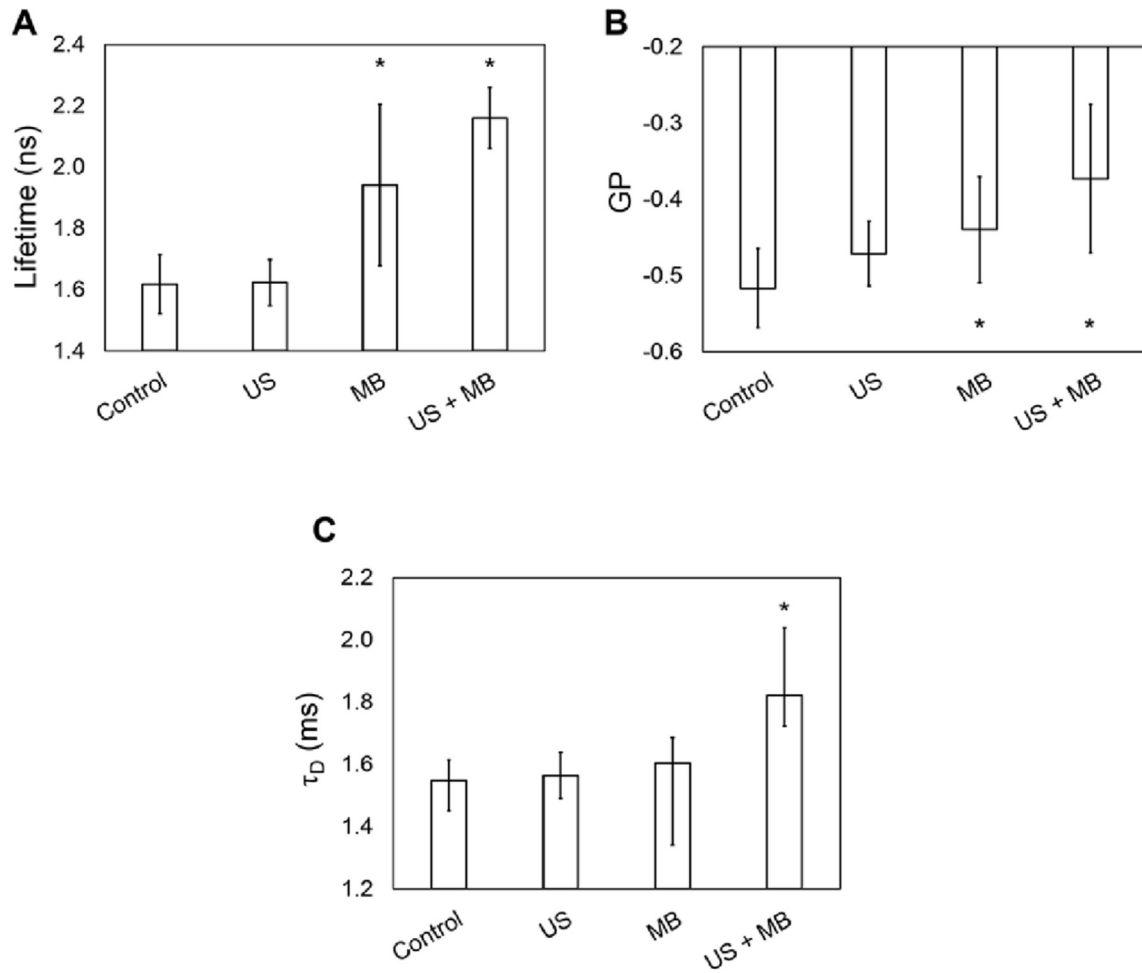 A
Lifetime (ns)
2.4
2.2
2.0
1.8
1.6
1.4
*
*
Control
US
MB
US + MB
B
GP
-0.2
-0.3
-0.4
-0.5
-0.6
*
*
Control
US
MB
US + MB
C
τD (ms)
2.2
2.0
1.8
1.6
1.4
1.2
*
Control
US
MB
US + MB